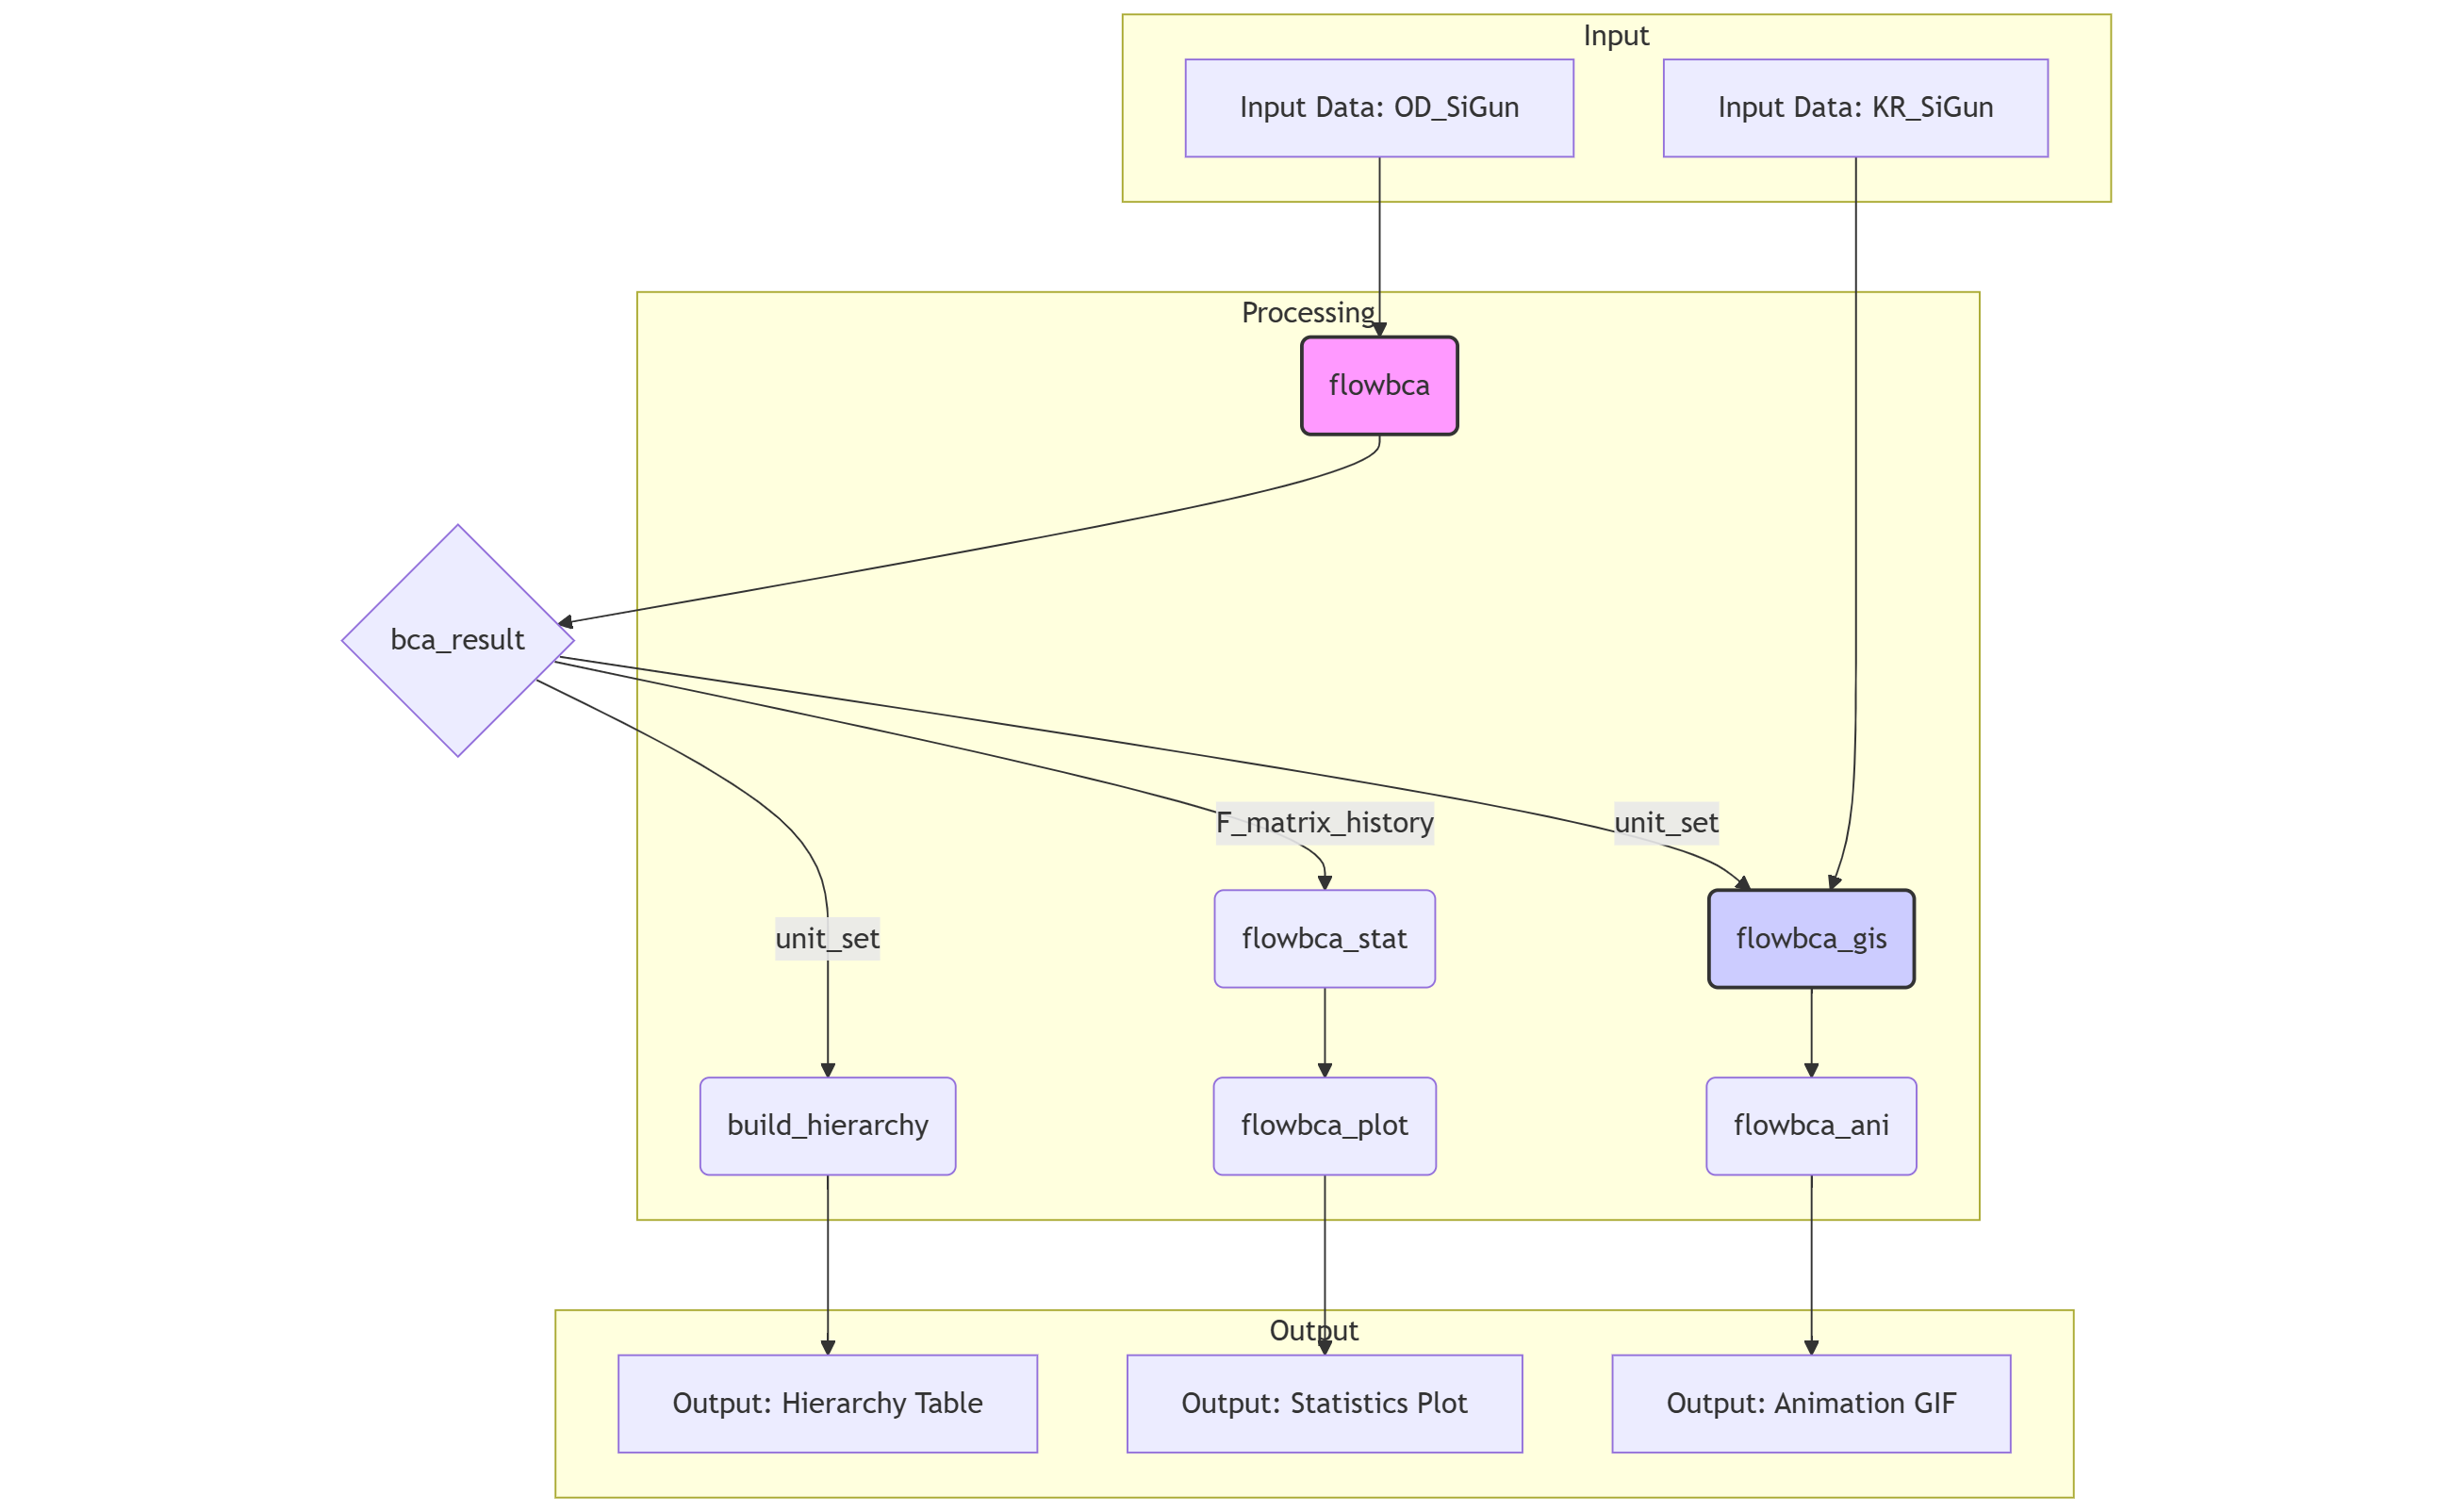 Input
Input Data: OD_SiGun
Input Data: KR_SiGun
Processing
flowbca
bca_result
F_matrix_history
unit_set
unit_set
flowbca_stat
flowbca_gis
build_hierarchy
flowbca_plot
flowbca_ani
Output
Output: Hierarchy Table
Output: Statistics Plot
Output: Animation GIF